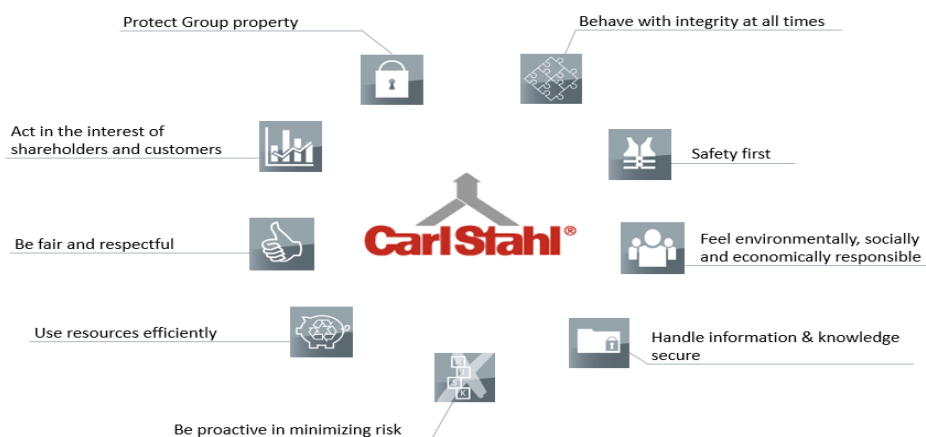 Protect Group property
Behave with integrity at all times
Act in the interest of
shareholders and customers
Safety first
CarlStahl®
Be fair and respectful
Feel environmentally, socially
and economically responsible
Use resources efficiently
Handle information & knowledge
secure
R
I
S
K
Be proactive in minimizing risk